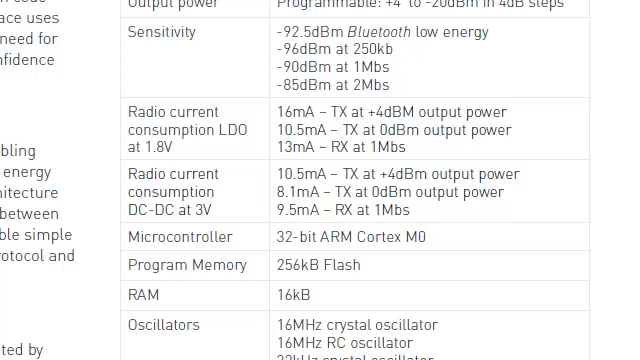 ace uses
need for
nfidence
bling
energy
hitecture
between
ble simple
rotocol and
ted by
Output power
Programmable: +4 to -20dBm in 4dB steps
Sensitivity
-92.5dBm Bluetooth low energy
-96dBm at 250kb
-90dBm at 1Mbs
-85dBm at 2Mbs
Radio current
consumption LDO
at 1.8V
16mA – TX at +4dBM output power
10.5mA – TX at 0dBm output power
13mA – RX at 1Mbs
Radio current
consumption
DC-DC at 3V
10.5mA – TX at +4dBm output power
8.1mA – TX at 0dBm output power
9.5mA – RX at 1Mbs
Microcontroller
32-bit ARM Cortex M0
Program Memory
256kB Flash
RAM
16kB
Oscillators
16MHz crystal oscillator
16MHz RC oscillator
32kHz crystal oscillator